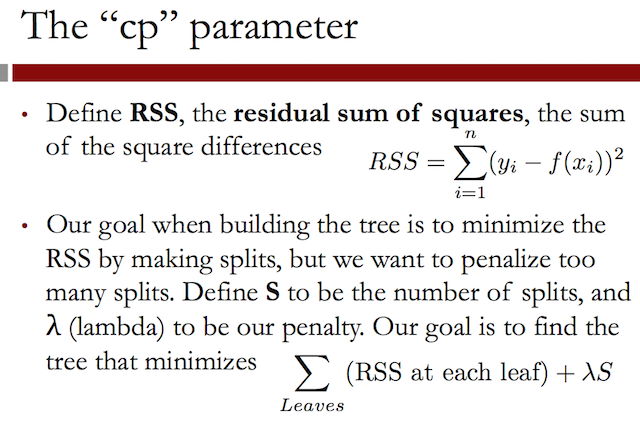 The “cp” parameter
• Define RSS, the residual sum of squares, the sum
of the square differences RSS = \sum_{i=1}^{n} (y_i − f(x_i))^2
• Our goal when building the tree is to minimize the
RSS by making splits, but we want to penalize too
many splits. Define S to be the number of splits, and
λ (lambda) to be our penalty. Our goal is to find the
tree that minimizes \sum_{Leaves} (RSS at each leaf) + λS